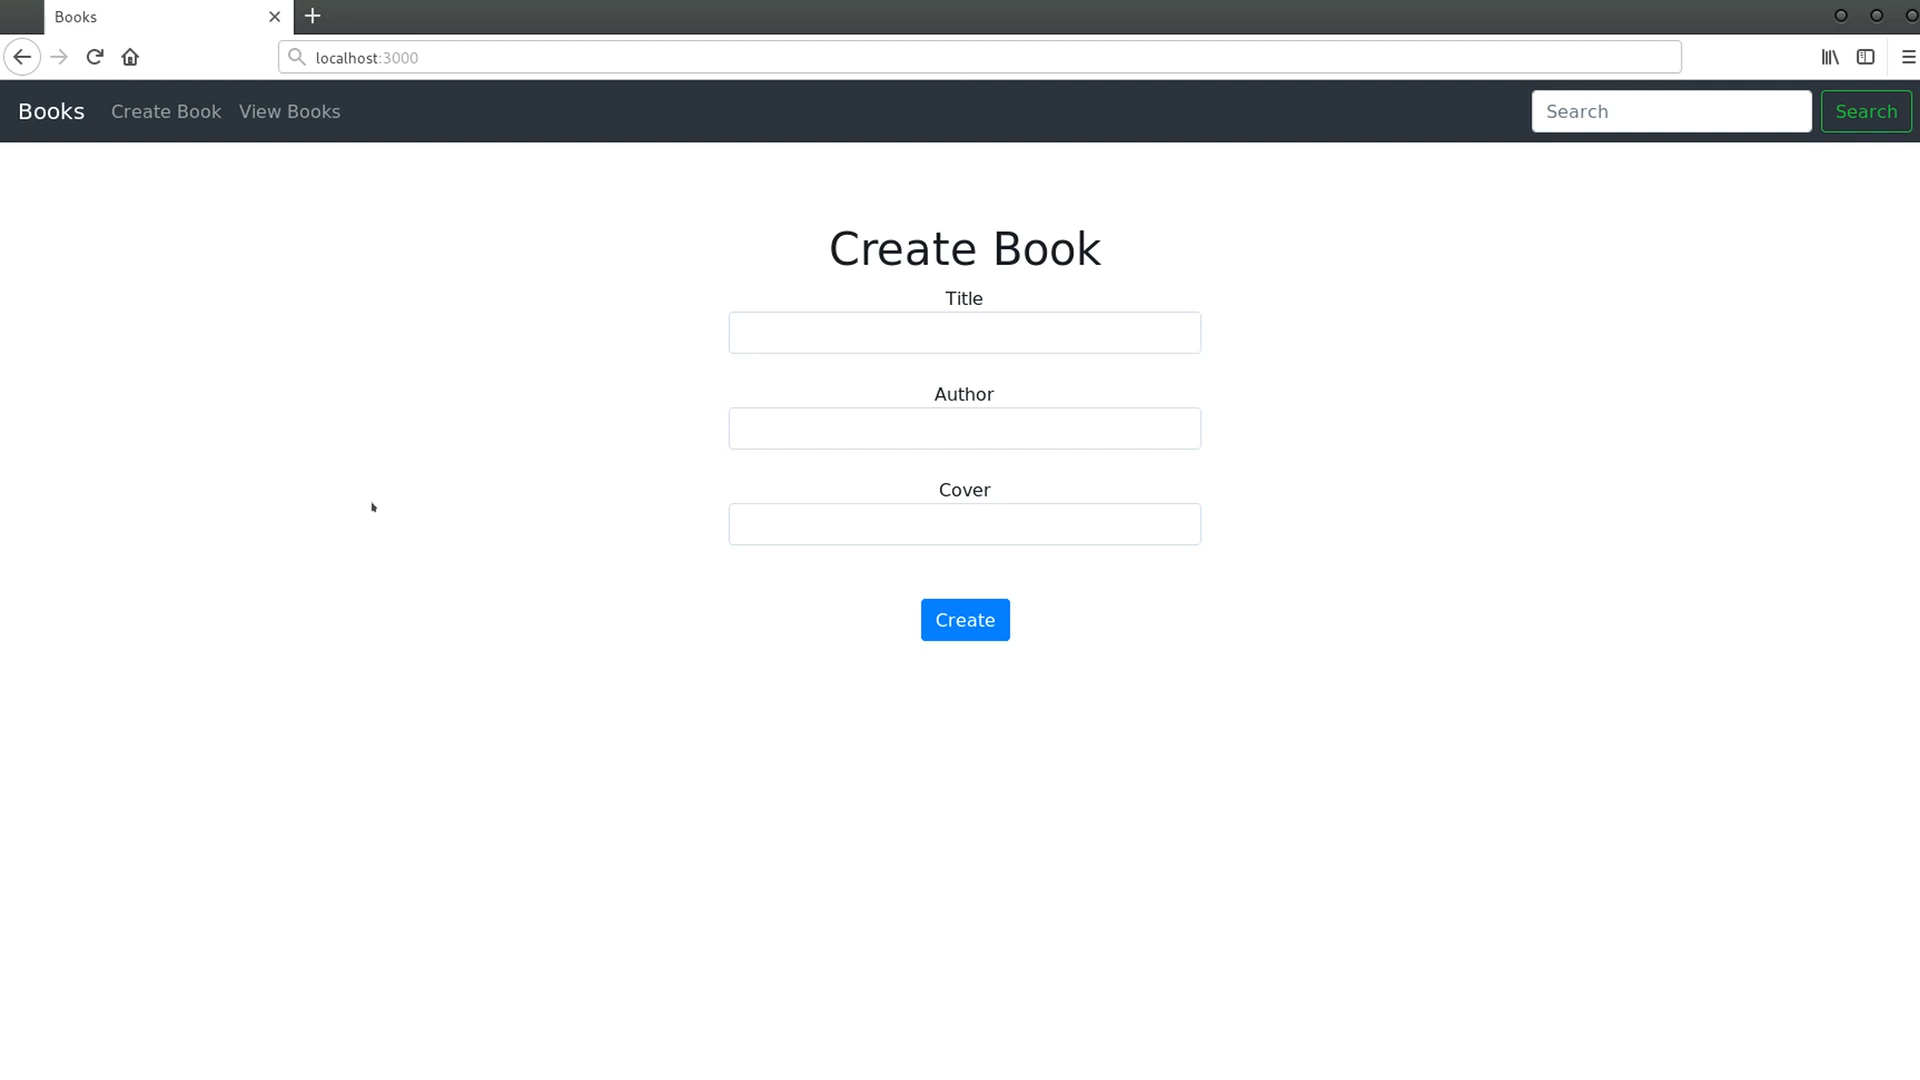 Books
localhost:3000
Books Create Book View Books Search Search
Create Book
Title
Author
Cover
Create